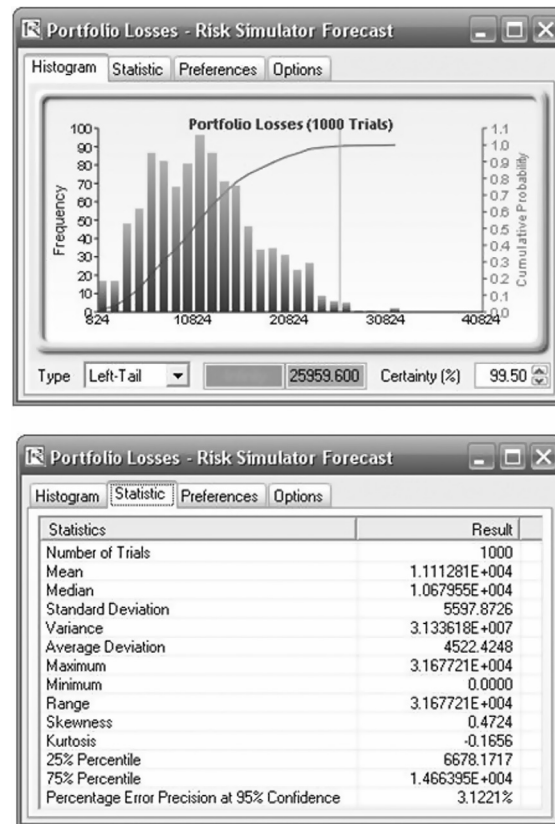 Portfolio Losses - Risk Simulator Forecast
Histogram Statistic Preferences Options
Portfolio Losses (1000 Trials)
Frequency
100
90
80
70
60
50
40
30
20
10
0
824 10824 20824 30824 40824
1.1
1.0
0.9
0.8
0.7
0.6
0.5
0.4
0.3
0.2
0.1
0.0
Cumulative Probability
Type Left-Tail 25959.600 Certainty (%) 99.50
Portfolio Losses - Risk Simulator Forecast
Histogram Statistic Preferences Options
Statistics Result
Number of Trials 1000
Mean 1.111281E+004
Median 1.067955E+004
Standard Deviation 5597.8726
Variance 3.133618E+007
Average Deviation 4522.4248
Maximum 3.167721E+004
Minimum 0.0000
Range 3.167721E+004
Skewness 0.4724
Kurtosis -0.1656
25% Percentile 6678.1717
75% Percentile 1.466395E+004
Percentage Error Precision at 95% Confidence 3.1221%